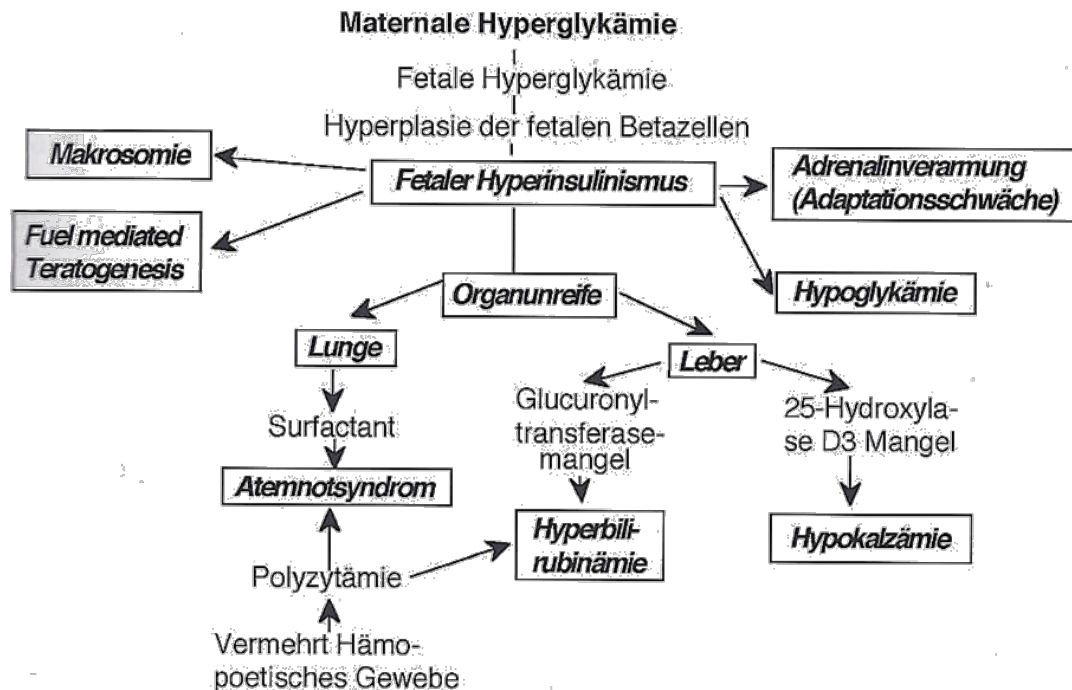 Maternale Hyperglykämie
Fetale Hyperglykämie
Hyperplasie der fetalen Betazellen
Makrosomie
Fetaler Hyperinsulinismus
Adrenalinverarmung
(Adaptationsschwäche)
Fuel mediated
Teratogenesis
Organunreife
Hypoglykämie
Lunge
Leber
Surfactant
Glucuronyl-
transferase-
mangel
25-Hydroxyla-
se D3 Mangel
Atemnotsyndrom
Hyperbili-
rubinämie
Hypokalzämie
Polyzytämie
Vermehrt Hämo-
poetisches Gewebe